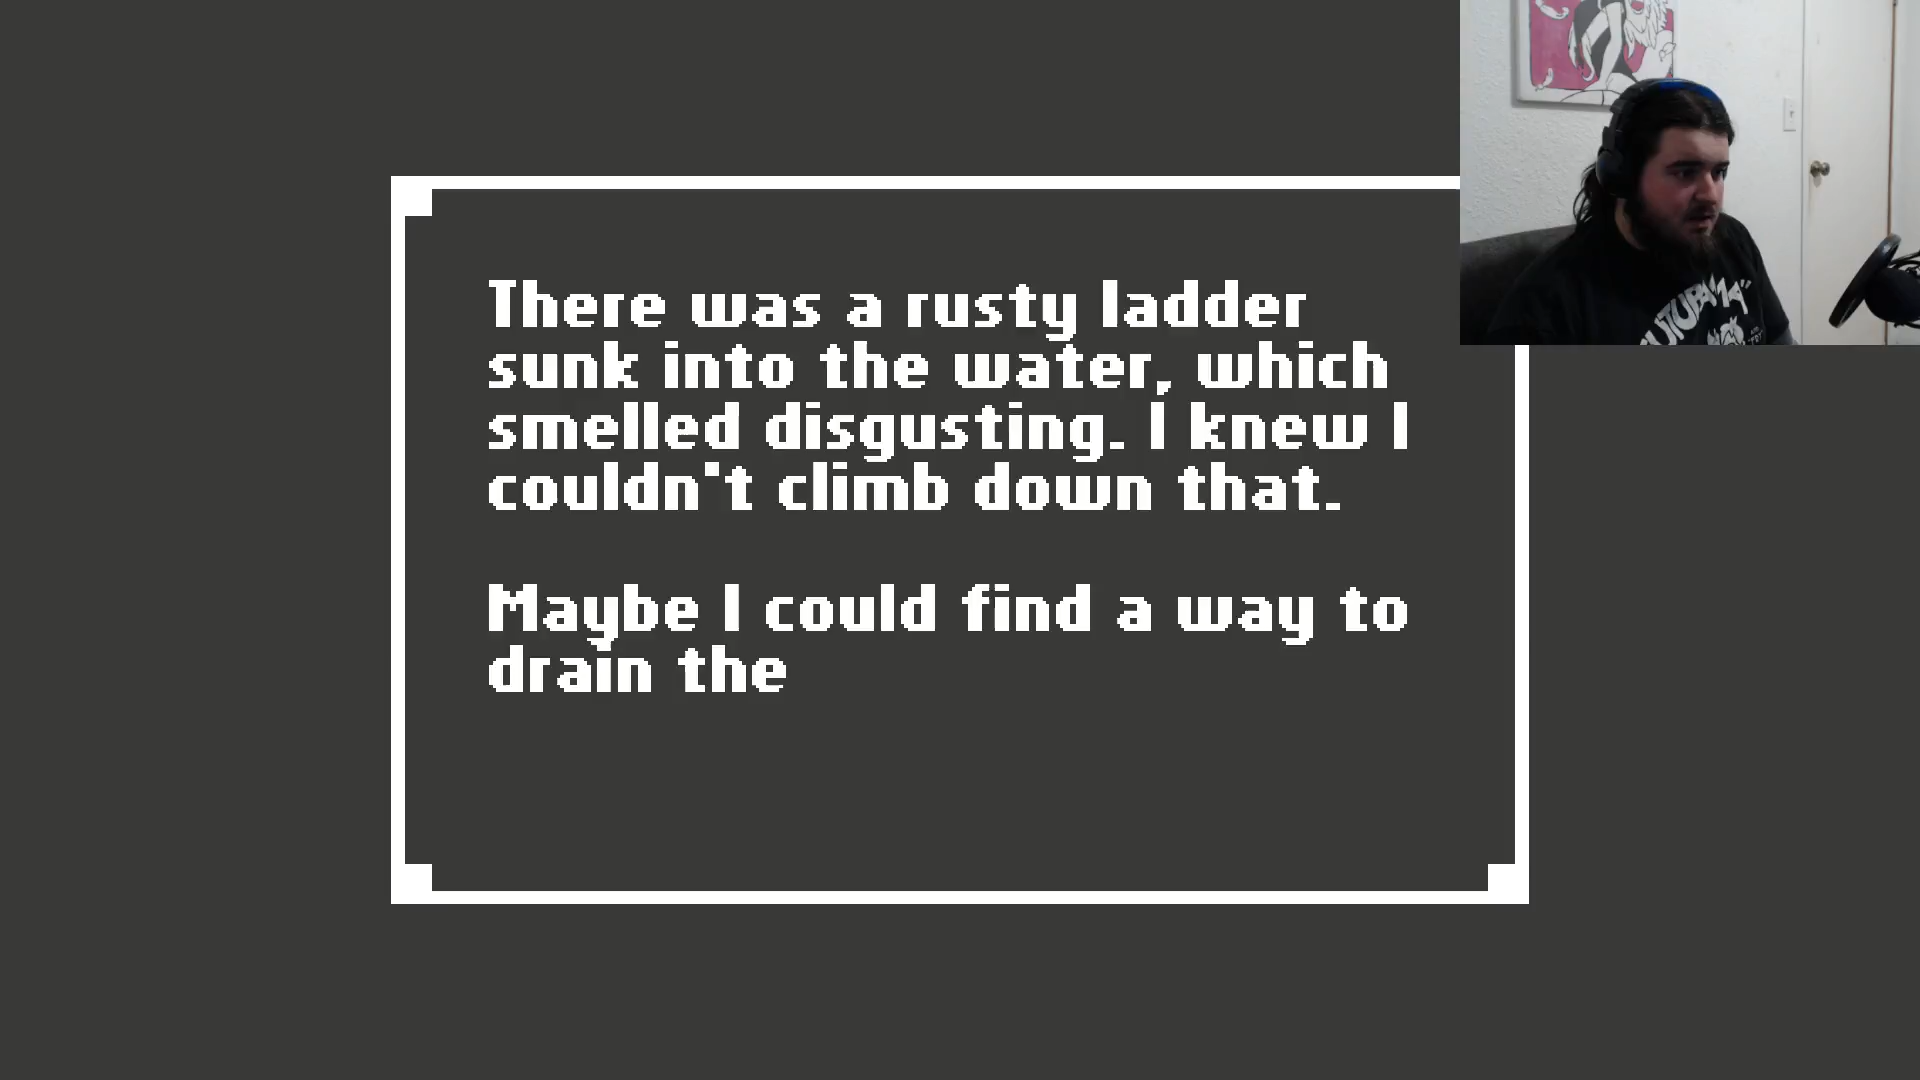 There was a rusty ladder
sunk into the water, which
smelled disgusting. I knew I
couldn't climb down that.
Maybe I could find a way to
drain the